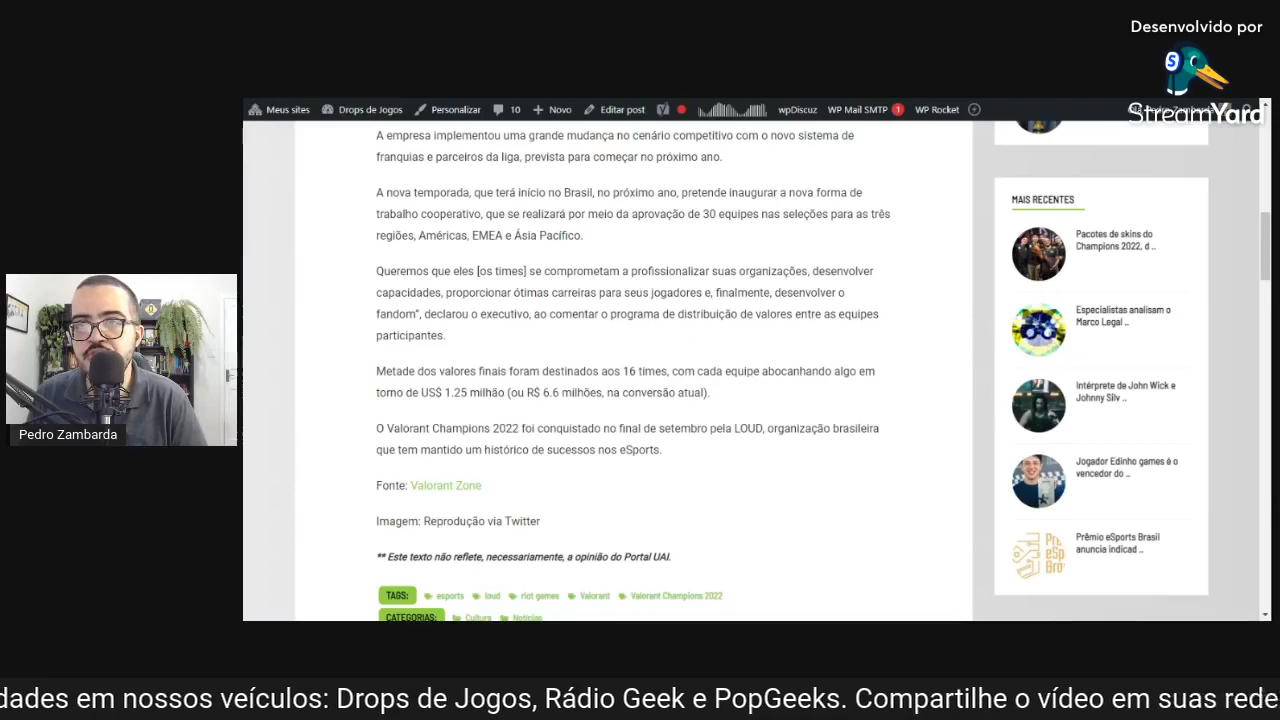 Desenvolvido por
StreamYard
Meus sites Drops de Jogos Personalizar 10 Novo Editar post wpDiscuz WP Mail SMTP 1 WP Rocket
A empresa implementou uma grande mudança no cenário competitivo com o novo sistema de
franquias e parceiros da liga, prevista para começar no próximo ano.
A nova temporada, que terá início no Brasil, no próximo ano, pretende inaugurar a nova forma de
trabalho cooperativo, que se realizará por meio da aprovação de 30 equipes nas seleções para as três
regiões, Américas, EMEA e Ásia Pacífico.
Queremos que eles [os times] se comprometam a profissionalizar suas organizações, desenvolver
capacidades, proporcionar ótimas carreiras para seus jogadores e, finalmente, desenvolver o
fandom", declarou o executivo, ao comentar o programa de distribuição de valores entre as equipes
participantes.
Metade dos valores finais foram destinados aos 16 times, com cada equipe abocanhando algo em
torno de US$ 1.25 milhão (ou R$ 6.6 milhões, na conversão atual).
O Valorant Champions 2022 foi conquistado no final de setembro pela LOUD, organização brasileira
que tem mantido um histórico de sucessos nos eSports.
Fonte: Valorant Zone
Imagem: Reprodução via Twitter
** Este texto não reflete, necessariamente, a opinião do Portal UAI.
TAGS: esports loud riot games Valorant Valorant Champions 2022
CATEGORIAS: Cultura Notícias
MAIS RECENTES
Pacotes de skins do
Champions 2022, d ..
Especialistas analisam o
Marco Legal ..
Intérprete de John Wick e
Johnny Silv ..
Jogador Edinho games é o
vencedor do ..
Prêmio eSports Brasil
anuncia indicad ..
Pedro Zambarda
dades em nossos veículos: Drops de Jogos, Rádio Geek e PopGeeks. Compartilhe o vídeo em suas rede